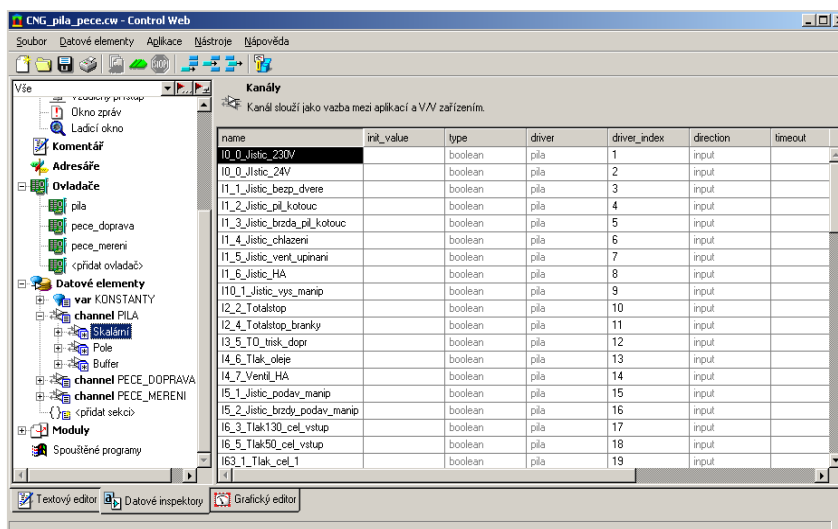 CNG_pila_pece.cw - Control Web
Soubor Datové elementy Aplikace Nástroje Nápověda
STOP
Vše
Vzdálený přístup
Okno zpráv
Ladicí okno
Komentář
Adresáře
Ovladače
pila
pece_doprava
pece_mereni
<přidat ovladač>
Datové elementy
var KONSTANTY
channel PILA
Skalární
Pole
Buffer
channel PECE_DOPRAVA
channel PECE_MERENI
<přidat sekci>
Moduly
Spouštěné programy
Kanály
Kanál slouží jako vazba mezi aplikací a V/V zařízením.
name init_value type driver driver_index direction timeout
I0_0_Jistic_230V boolean pila 1 input
I0_0_JIstic_24V boolean pila 2 input
I1_1_Jistic_bezp_dvere boolean pila 3 input
I1_2_Jistic_pil_kotouc boolean pila 4 input
I1_3_Jistic_brzda_pil_kotouc boolean pila 5 input
I1_4_Jistic_chlazeni boolean pila 6 input
I1_5_Jistic_vent_upinani boolean pila 7 input
I1_6_Jistic_HA boolean pila 8 input
I10_1_Jistic_vys_manip boolean pila 9 input
I2_2_Totalstop boolean pila 10 input
I2_4_Totalstop_branky boolean pila 11 input
I3_5_TO_trisk_dopr boolean pila 12 input
I4_6_Tlak_oleje boolean pila 13 input
I4_7_Ventil_HA boolean pila 14 input
I5_1_Jistic_podav_manip boolean pila 15 input
I5_2_Jistic_brzdy_podav_manip boolean pila 16 input
I6_3_Tlak130_cel_vstup boolean pila 17 input
I6_5_Tlak50_cel_vstup boolean pila 18 input
I63_1_Tlak_cel_1 boolean pila 19 input
Textový editor Datové inspektory Grafický editor